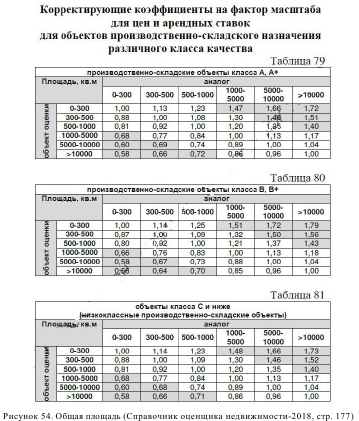 Корректирующие коэффициенты на фактор масштаба
для цен и арендных ставок
для объектов производственно-складского назначения
различного класса качества
Таблица 79
производственно-складские объекты класса А, А+
Площадь, кв.м аналог
0-300 300-500 500-1000 1000-5000 5000-10000 >10000
объект оценки
0-300 1,00 1,13 1,23 1,47 1,66 1,72
300-500 0,88 1,00 1,08 1,30 1,46 1,51
500-1000 0,81 0,92 1,00 1,20 1,35 1,40
1000-5000 0,68 0,77 0,84 1,00 1,13 1,17
5000-10000 0,60 0,69 0,74 0,89 1,00 1,04
>10000 0,58 0,66 0,72 0,86 0,96 1,00
Таблица 80
производственно-складские объекты класса В, В+
Площадь, кв.м аналог
0-300 300-500 500-1000 1000-5000 5000-10000 >10000
объект оценки
0-300 1,00 1,14 1,25 1,51 1,72 1,79
300-500 0,87 1,00 1,09 1,32 1,50 1,56
500-1000 0,80 0,92 1,00 1,21 1,37 1,43
1000-5000 0,66 0,76 0,83 1,00 1,13 1,18
5000-10000 0,58 0,67 0,73 0,88 1,00 1,04
>10000 0,56 0,64 0,70 0,85 0,96 1,00
Таблица 81
объекты класса С и ниже
(низкоклассные производственно-складские объекты)
Площадь, кв.м аналог
0-300 300-500 500-1000 1000-5000 5000-10000 >10000
объект оценки
0-300 1,00 1,14 1,23 1,48 1,66 1,73
300-500 0,88 1,00 1,09 1,30 1,46 1,52
500-1000 0,81 0,92 1,00 1,20 1,35 1,40
1000-5000 0,68 0,77 0,84 1,00 1,13 1,17
5000-10000 0,60 0,68 0,74 0,89 1,00 1,04
>10000 0,58 0,66 0,71 0,86 0,96 1,00
Рисунок 54. Общая площадь (Справочник оценщика недвижимости-2018, стр. 177)